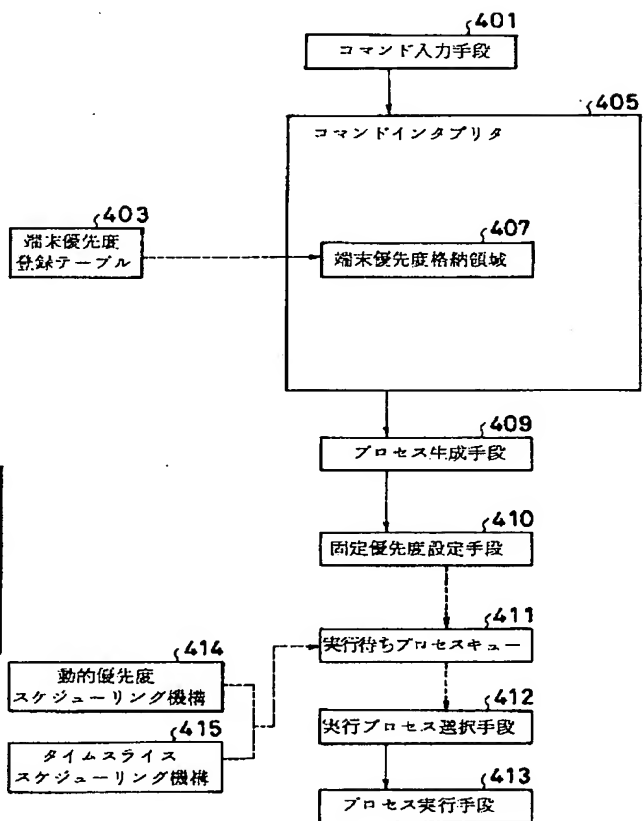 401
コマンド入力手段
405
コマンドインタプリタ
403
端末優先度
登録テーブル
407
端末優先度格納領域
409
プロセス生成手段
410
固定優先度設定手段
411
実行待ちプロセスキュー
414
動的優先度
スケジューリング機構
412
実行プロセス選択手段
415
タイムスライス
スケジューリング機構
413
プロセス実行手段